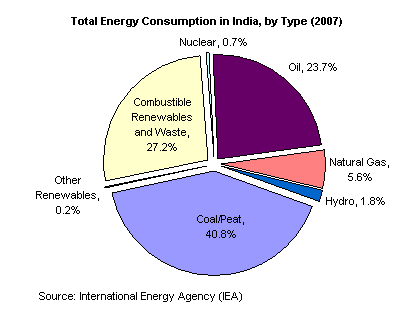 Total Energy Consumption in India, by Type (2007)
Nuclear, 0.7%
Oil, 23.7%
Combustible
Renewables
and Waste,
27.2%
Natural Gas,
5.6%
Other
Renewables,
0.2%
Hydro, 1.8%
Coal/Peat,
40.8%
Source: International Energy Agency (IEA)